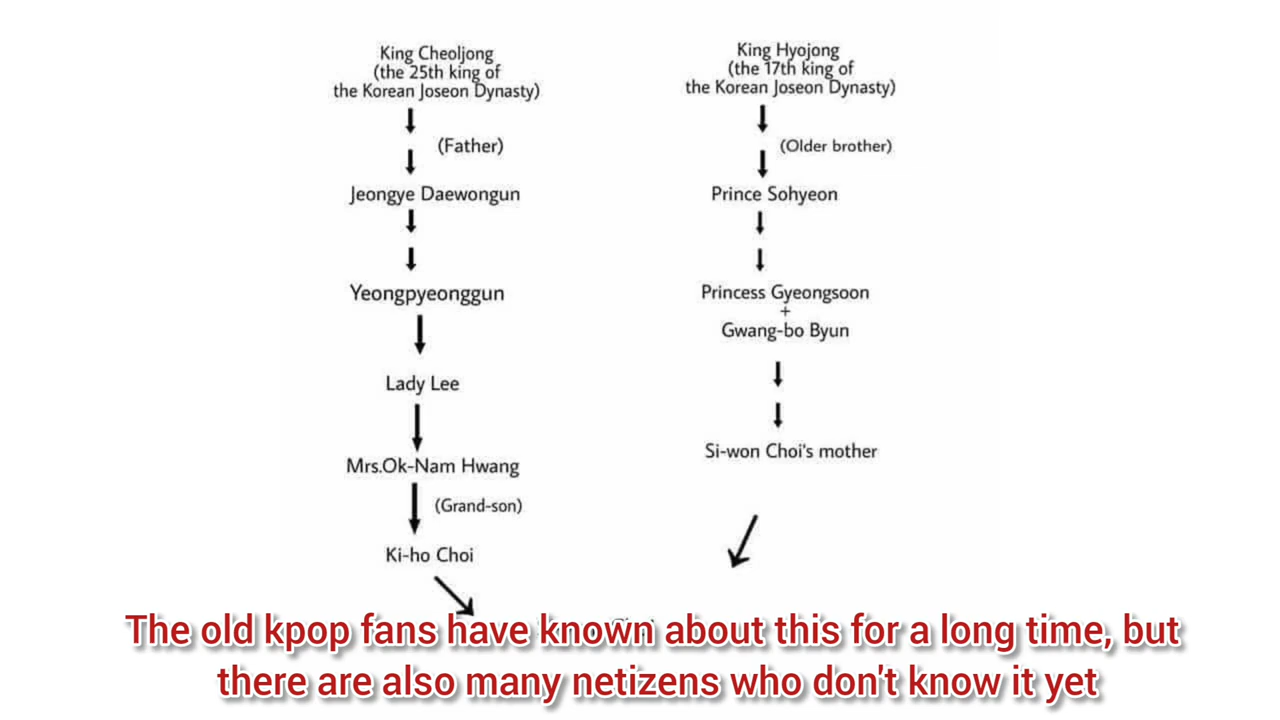 King Cheoljong
(the 25th king of
the Korean Joseon Dynasty)
(Father)
Jeongye Daewongun
Yeongpyeonggun
Lady Lee
Mrs.Ok-Nam Hwang
(Grand-son)
Ki-ho Choi
King Hyojong
(the 17th king of
the Korean Joseon Dynasty)
(Older brother)
Prince Sohyeon
Princess Gyeongsoon
+
Gwang-bo Byun
Si-won Choi's mother
The old kpop fans have known about this for a long time, but
there are also many netizens who don't know it yet